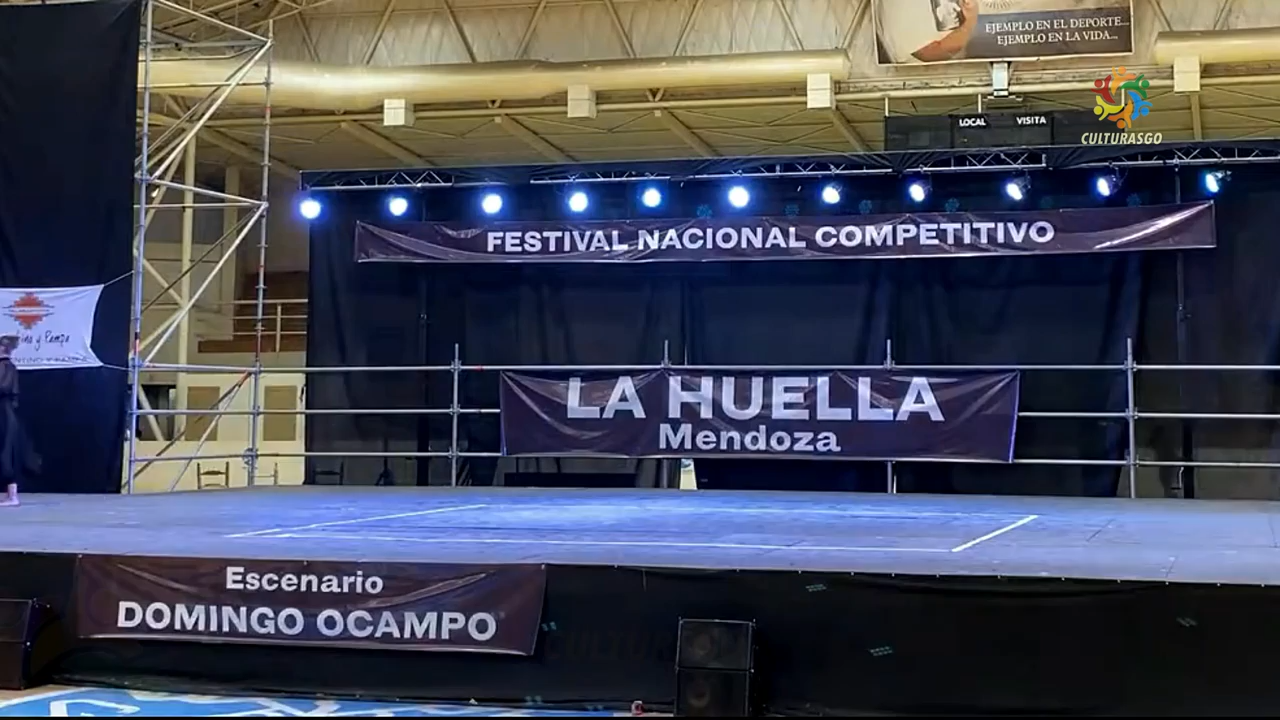 EJEMPLO EN EL DEPORTE...
EJEMPLO EN LA VIDA...
LOCAL VISITA
CULTURASGO
FESTIVAL NACIONAL COMPETITIVO
LA HUELLA
Mendoza
y Pampa
Escenario
DOMINGO OCAMPO